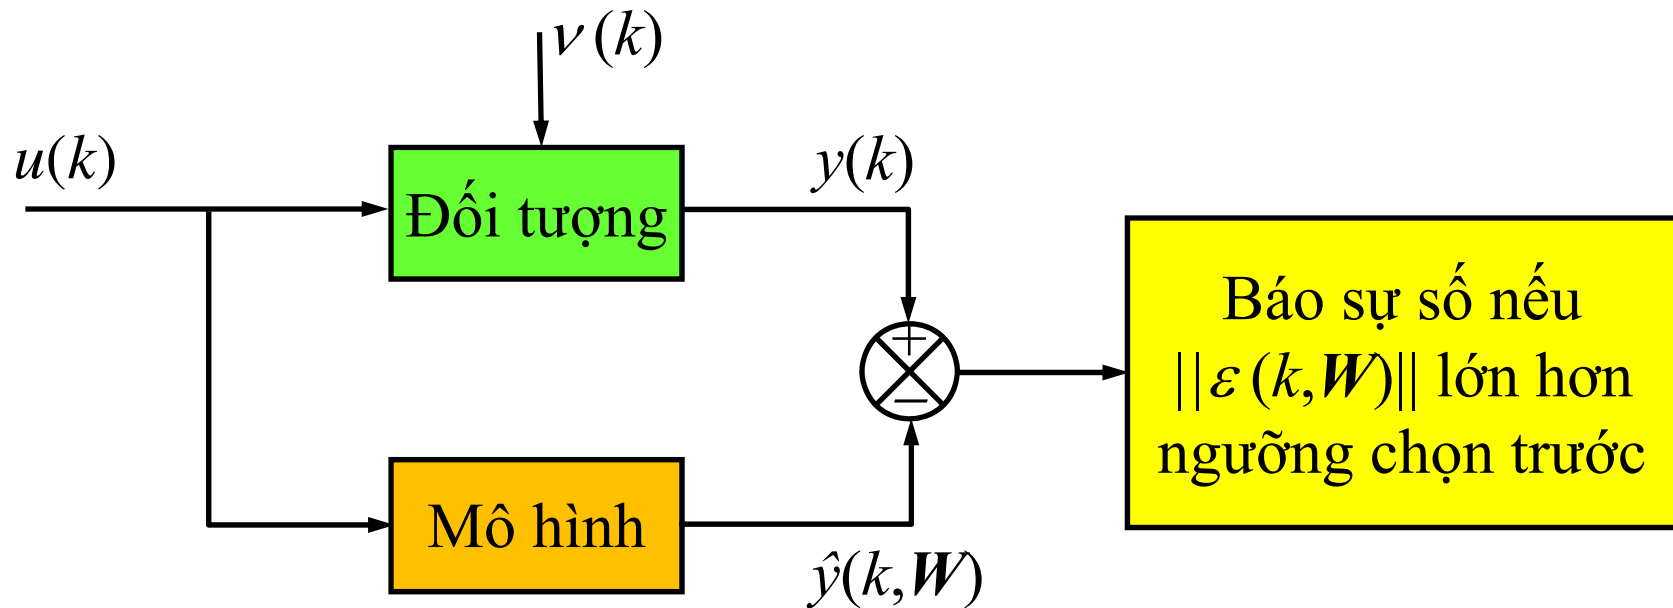 ν(k)
u(k)
y(k)
Đối tượng
+
Báo sự số nếu
||ε(k,W)|| lớn hơn
ngưỡng chọn trước
−
Mô hình
ŷ(k,W)